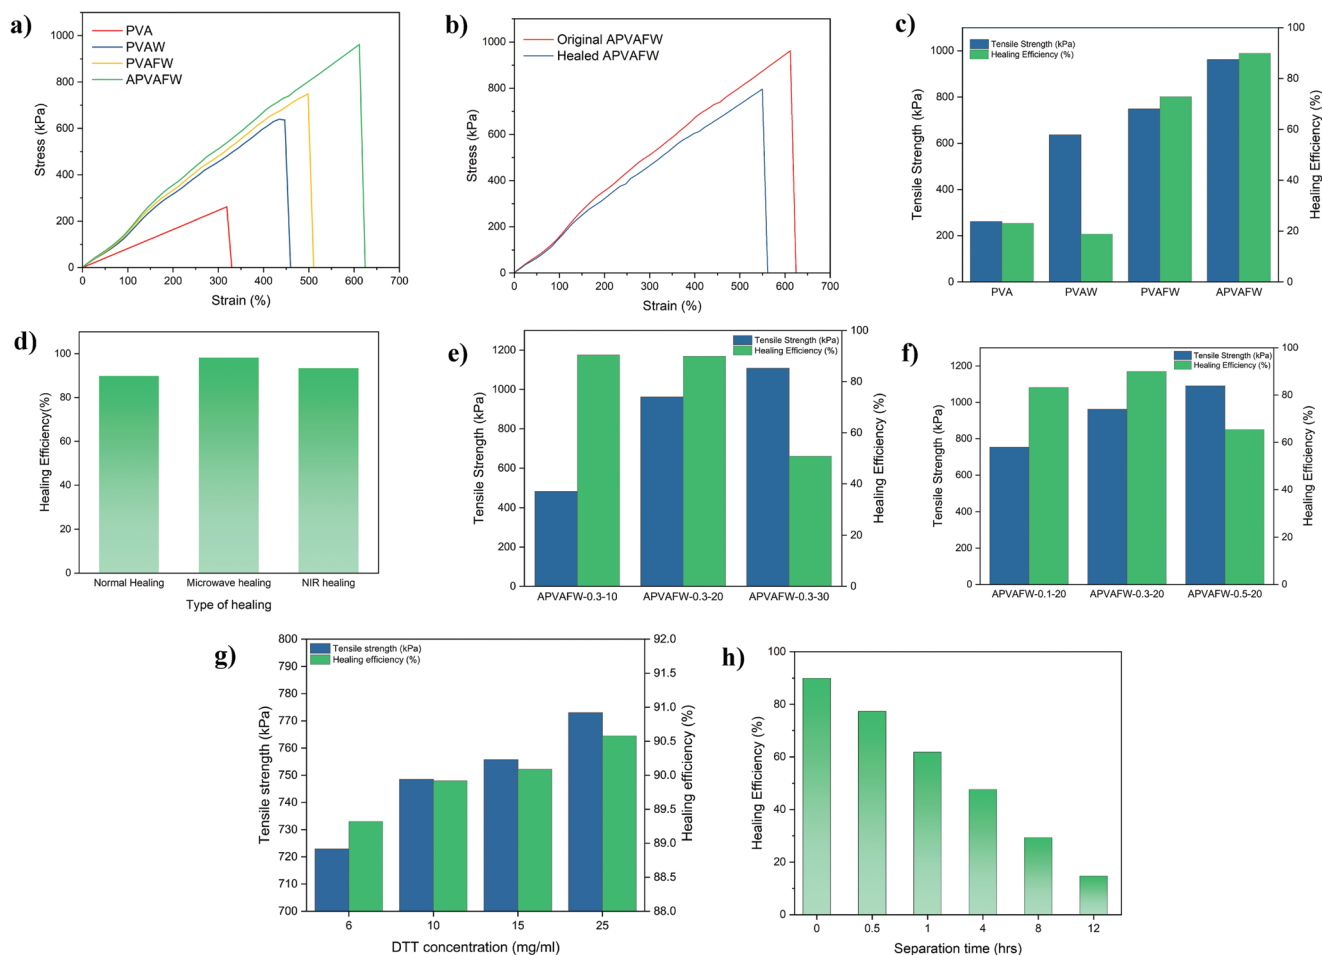 a)
PVA
PVAW
PVAFW
APVAFW
1000
800
600
400
200
0
Stress (kPa)
0 100 200 300 400 500 600 700
Strain (%)
b)
Original APVAFW
Healed APVAFW
1000
800
600
400
200
0
Stress (kPa)
0 100 200 300 400 500 600 700
Strain (%)
c)
Tensile Strength (kPa)
Healing Efficiency (%)
1000
800
600
400
200
0
Tensile Strength (kPa)
100
80
60
40
20
0
Healing Efficiency (%)
PVA PVAW PVAFW APVAFW
d)
100
80
60
40
20
0
Healing Efficiency(%)
Normal Healing Microwave healing NIR healing
Type of healing
e)
Tensile Strength (kPa)
Healing Efficiency (%)
1200
1000
800
600
400
200
0
Tensile Strength (kPa)
100
80
60
40
20
0
Healing Efficiency (%)
APVAFW-0.3-10 APVAFW-0.3-20 APVAFW-0.3-30
f)
Tensile Strength (kPa)
Healing Efficiency (%)
1200
1000
800
600
400
200
0
Tensile Strength (kPa)
100
80
60
40
20
0
Healing Efficiency (%)
APVAFW-0.1-20 APVAFW-0.3-20 APVAFW-0.5-20
g)
Tensile strength (kPa)
Healing efficiency (%)
800
790
780
770
760
750
740
730
720
710
700
Tensile strength (kPa)
92.0
91.5
91.0
90.5
90.0
89.5
89.0
88.5
88.0
Healing efficiency (%)
6 10 15 25
DTT concentration (mg/ml)
h)
100
80
60
40
20
0
Healing Efficiency (%)
0 0.5 1 4 8 12
Separation time (hrs)